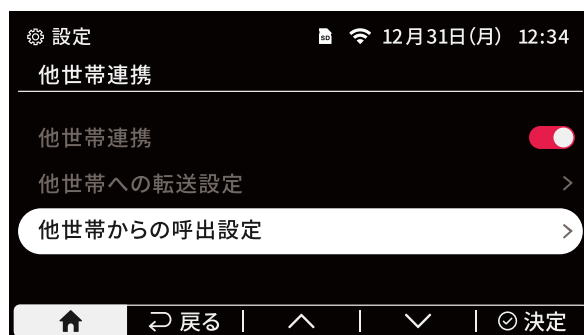 設定 SD 12月31日(月) 12:34
他世帯連携
他世帯連携
他世帯への転送設定
他世帯からの呼出設定
戻る 決定